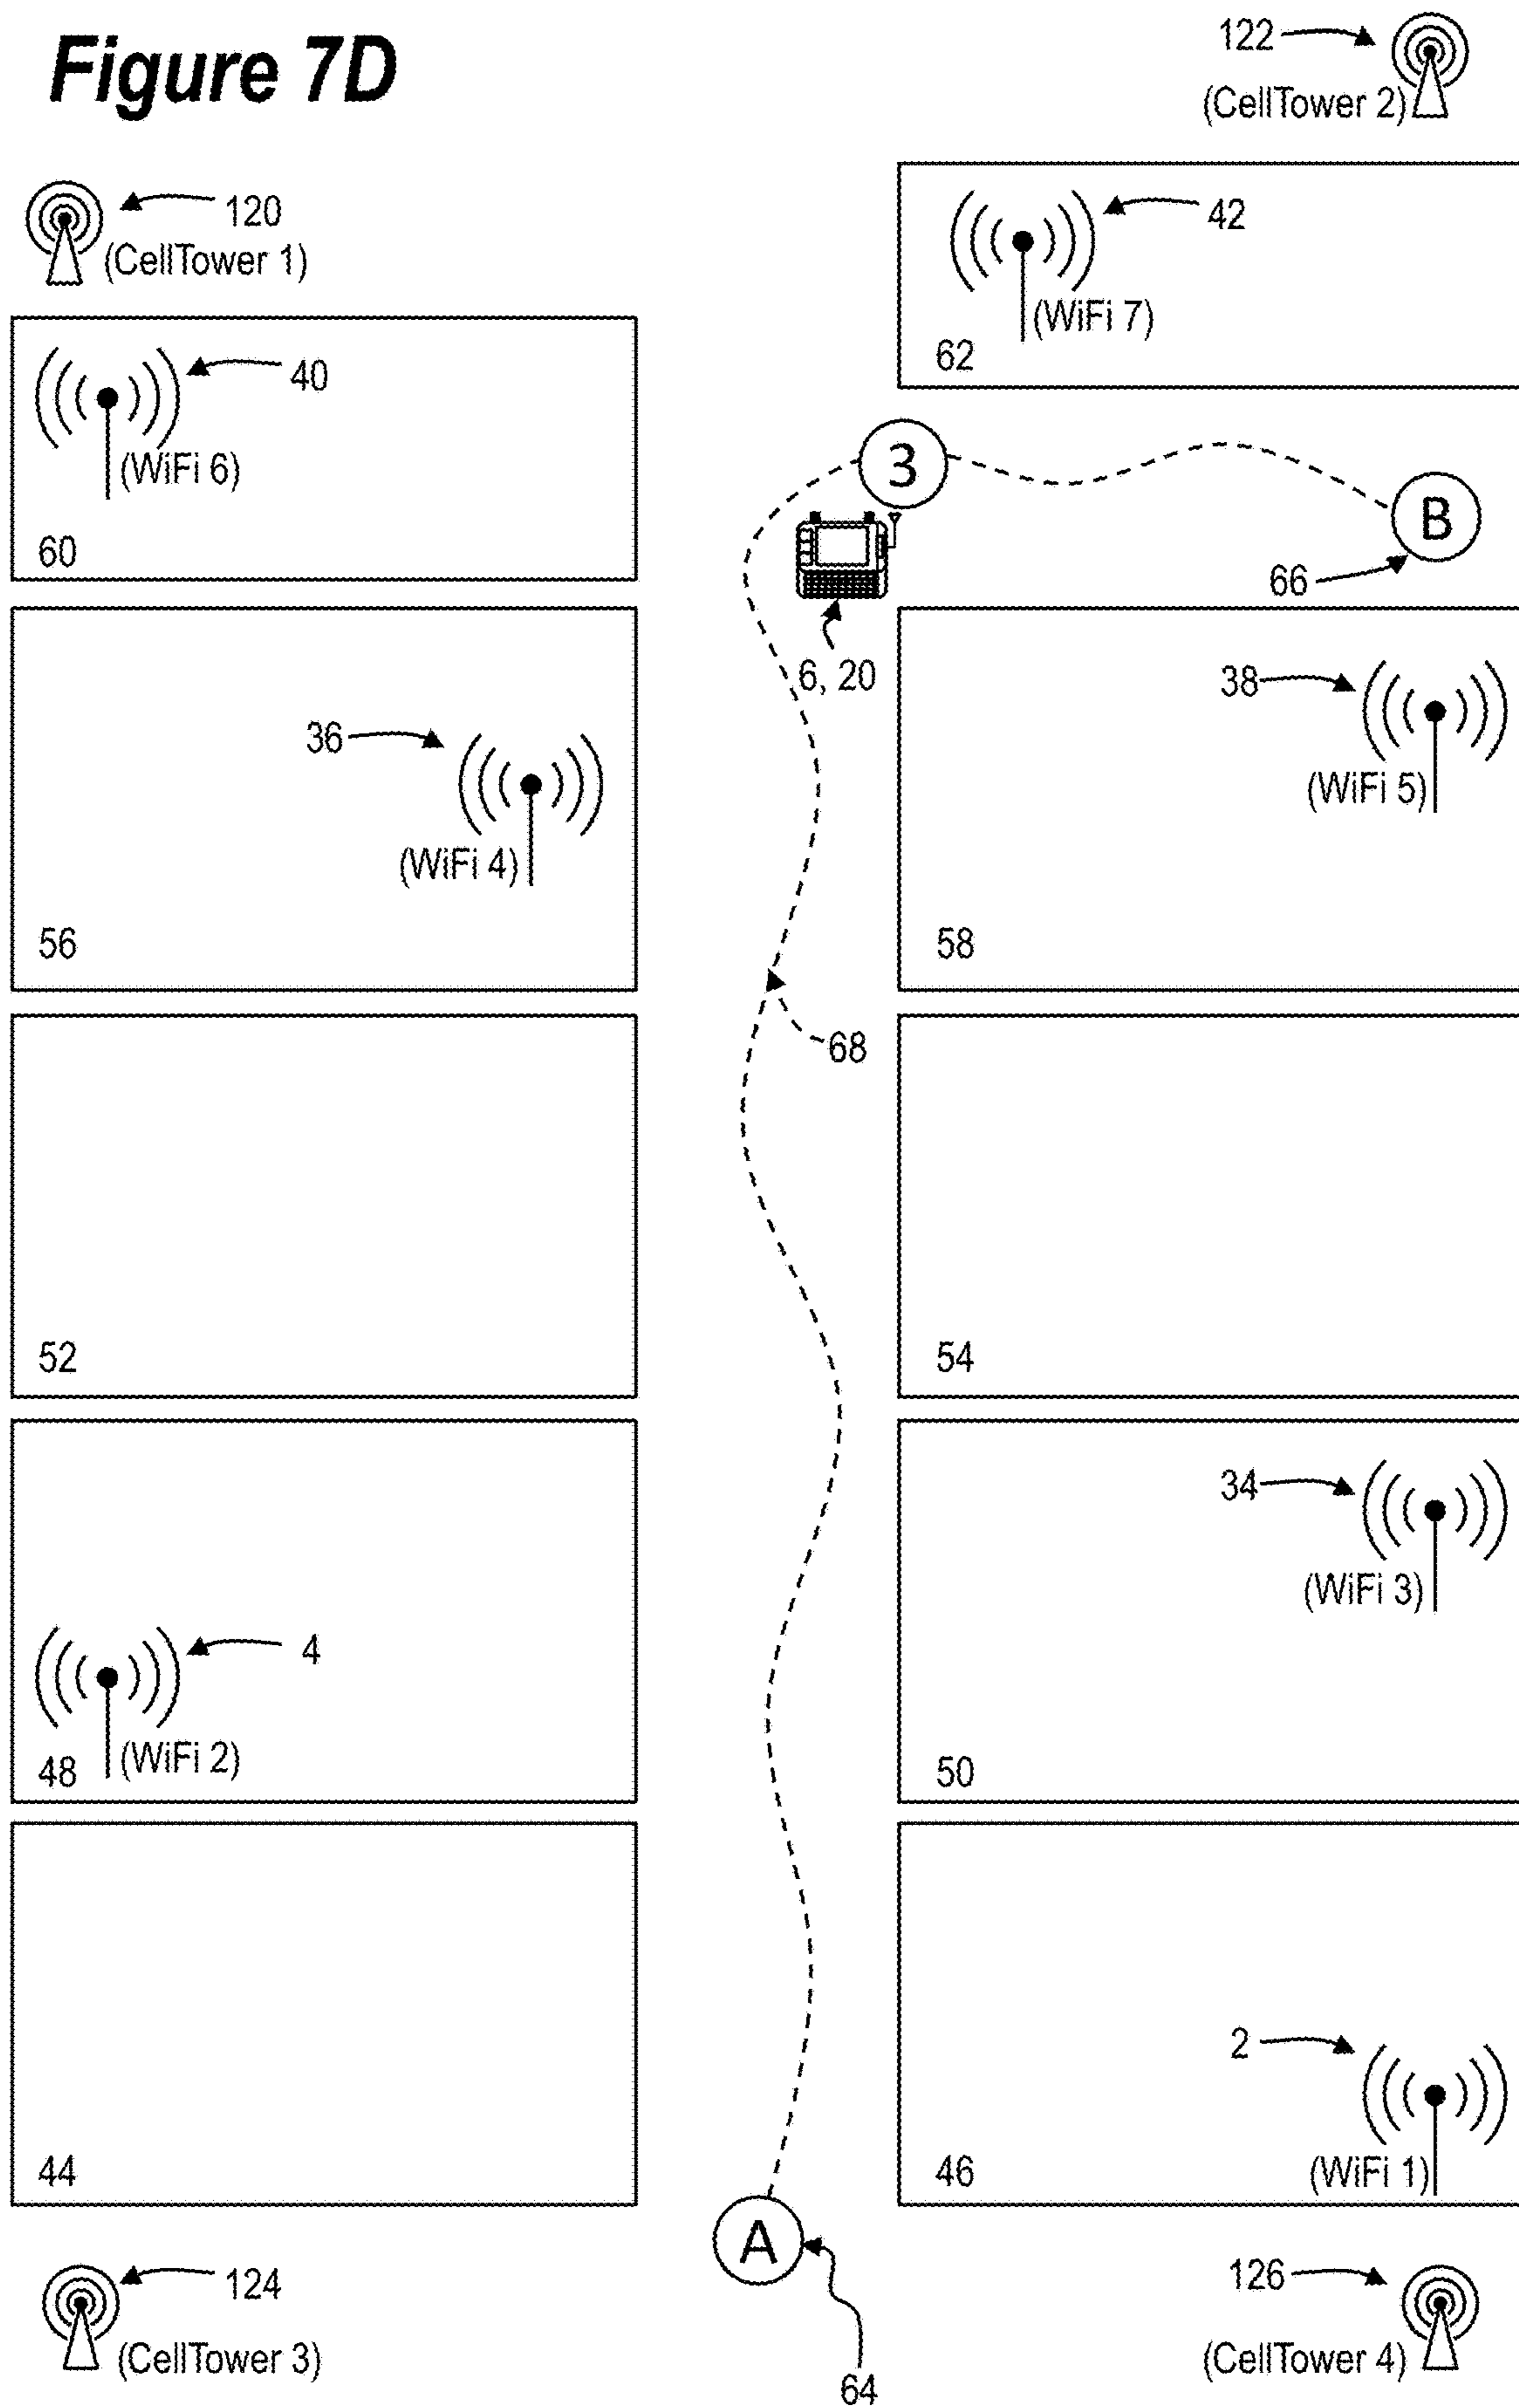 Figure 7D
122
(CellTower 2)
120
(CellTower 1)
42
(WiFi 7)
62
40
(WiFi 6)
60
3
B
66
6, 20
36
(WiFi 4)
56
38
(WiFi 5)
58
68
52
54
34
(WiFi 3)
50
4
(WiFi 2)
48
2
(WiFi 1)
46
44
A
64
124
(CellTower 3)
126
(CellTower 4)